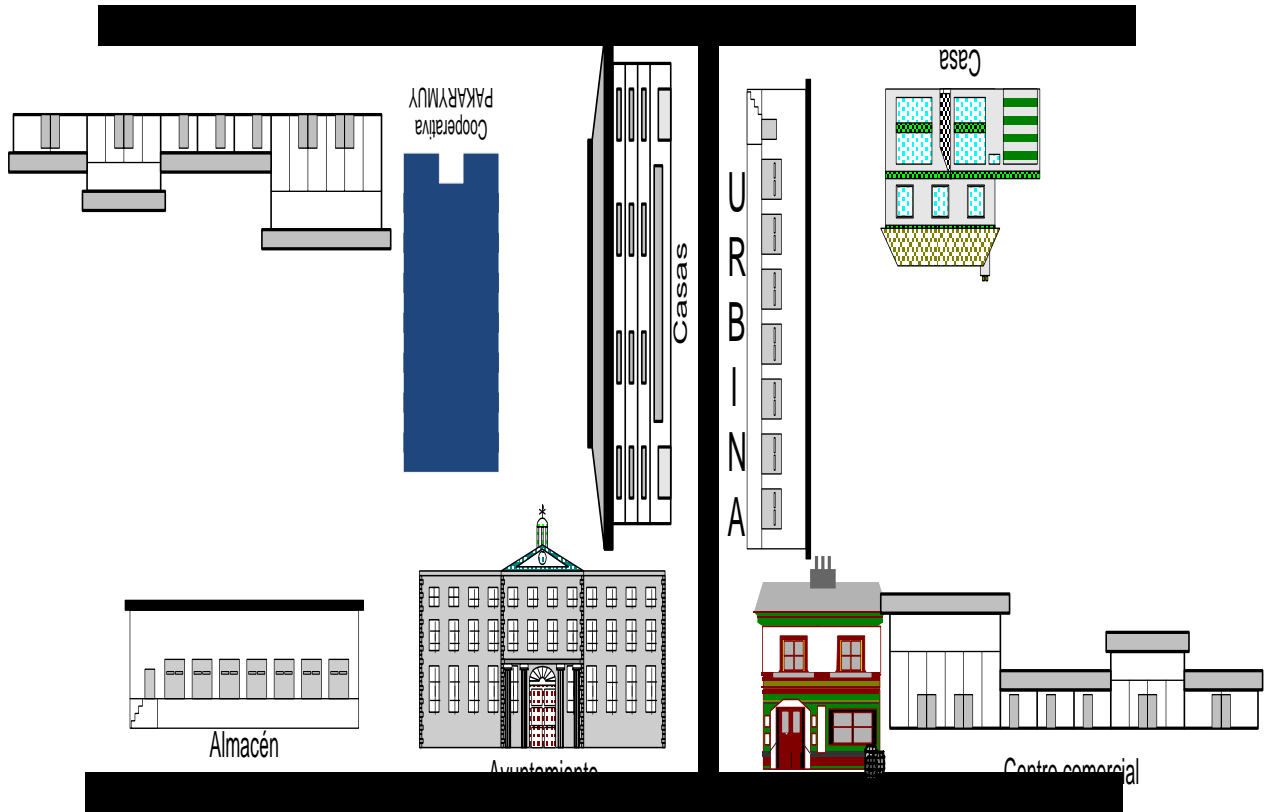 Casa
Cooperativa
PAKARYMUY
Casas
URBINA
Almacén
Ayuntamiento
Centro comercial